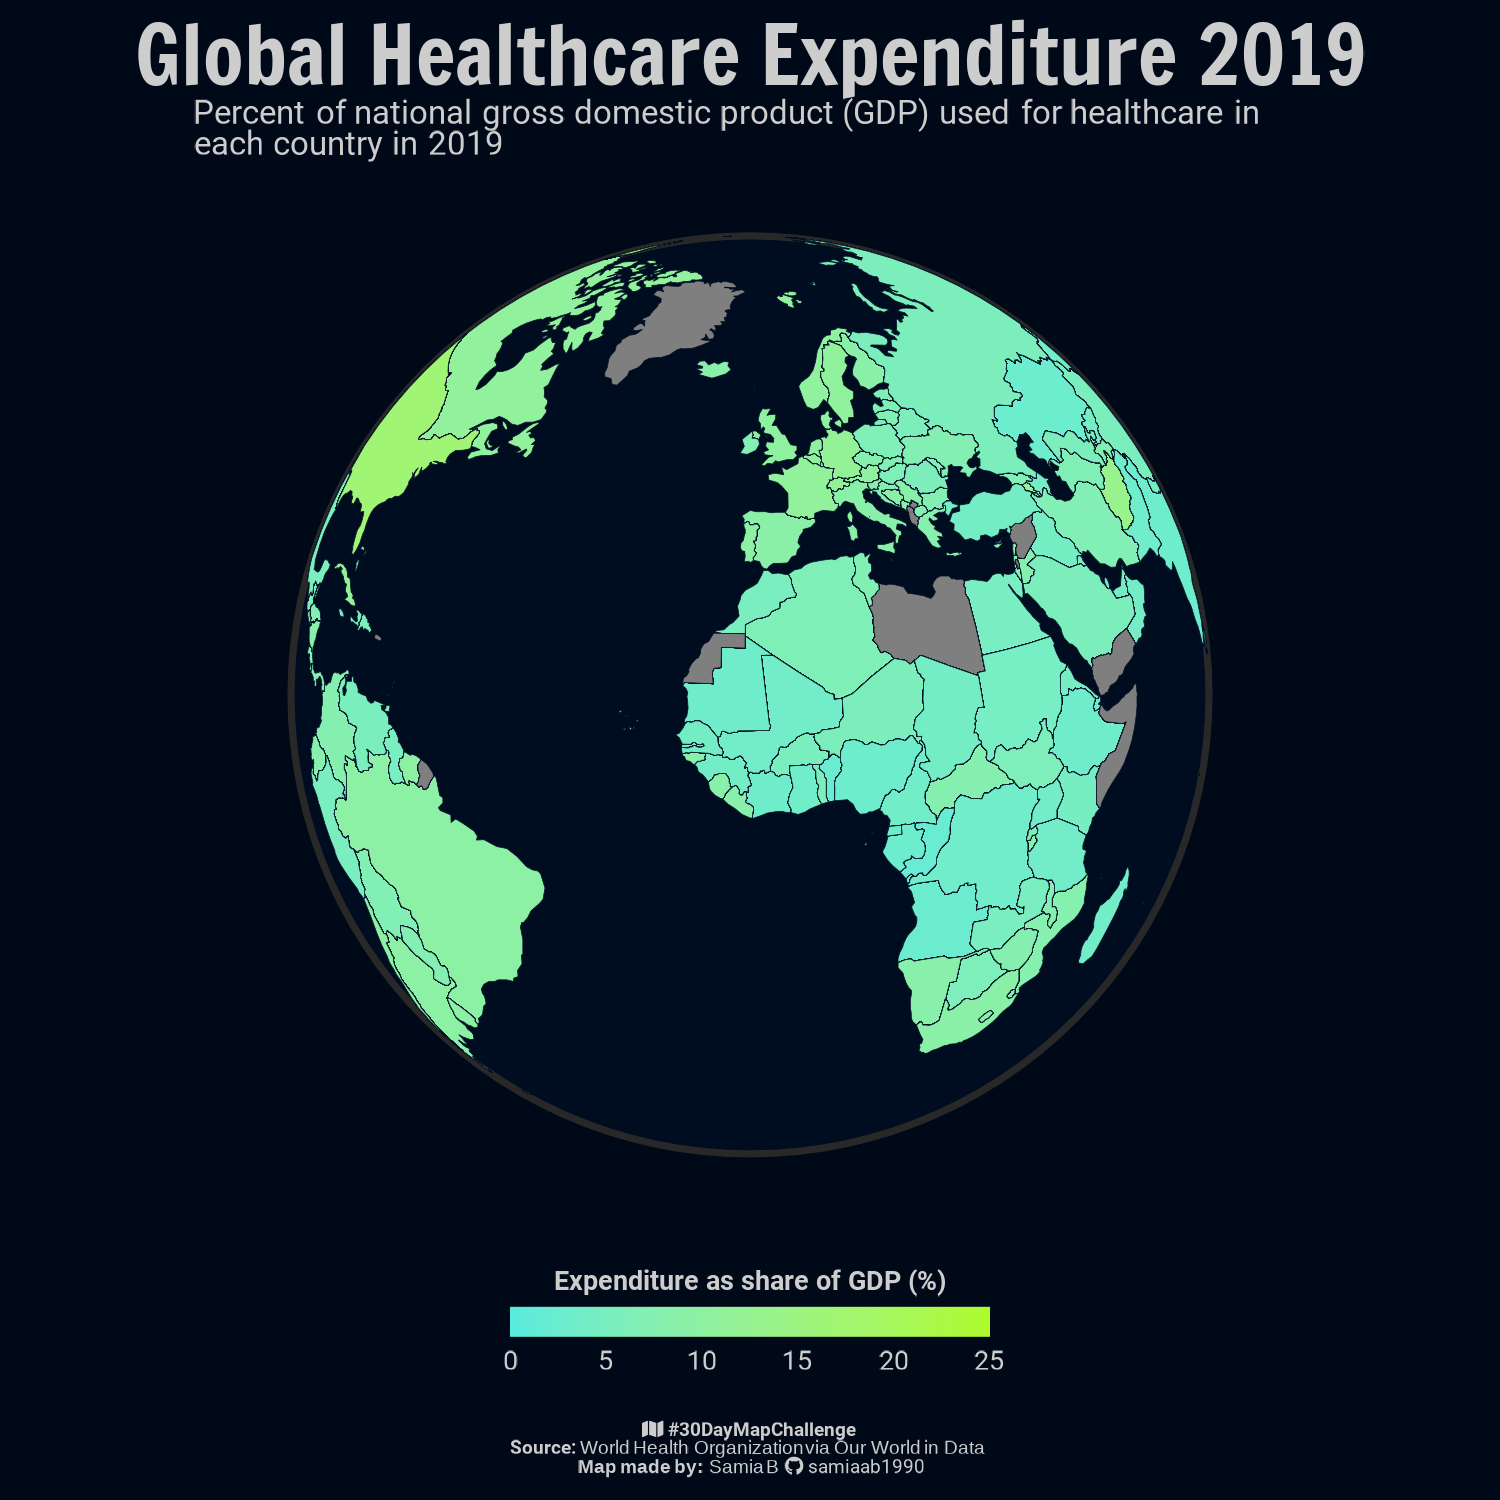 Global Healthcare Expenditure 2019
Percent of national gross domestic product (GDP) used for healthcare in
each country in 2019
Expenditure as share of GDP (%)
0 5 10 15 20 25
#30DayMapChallenge
Source: World Health Organization via Our World in Data
Map made by: Samia B samiaab1990